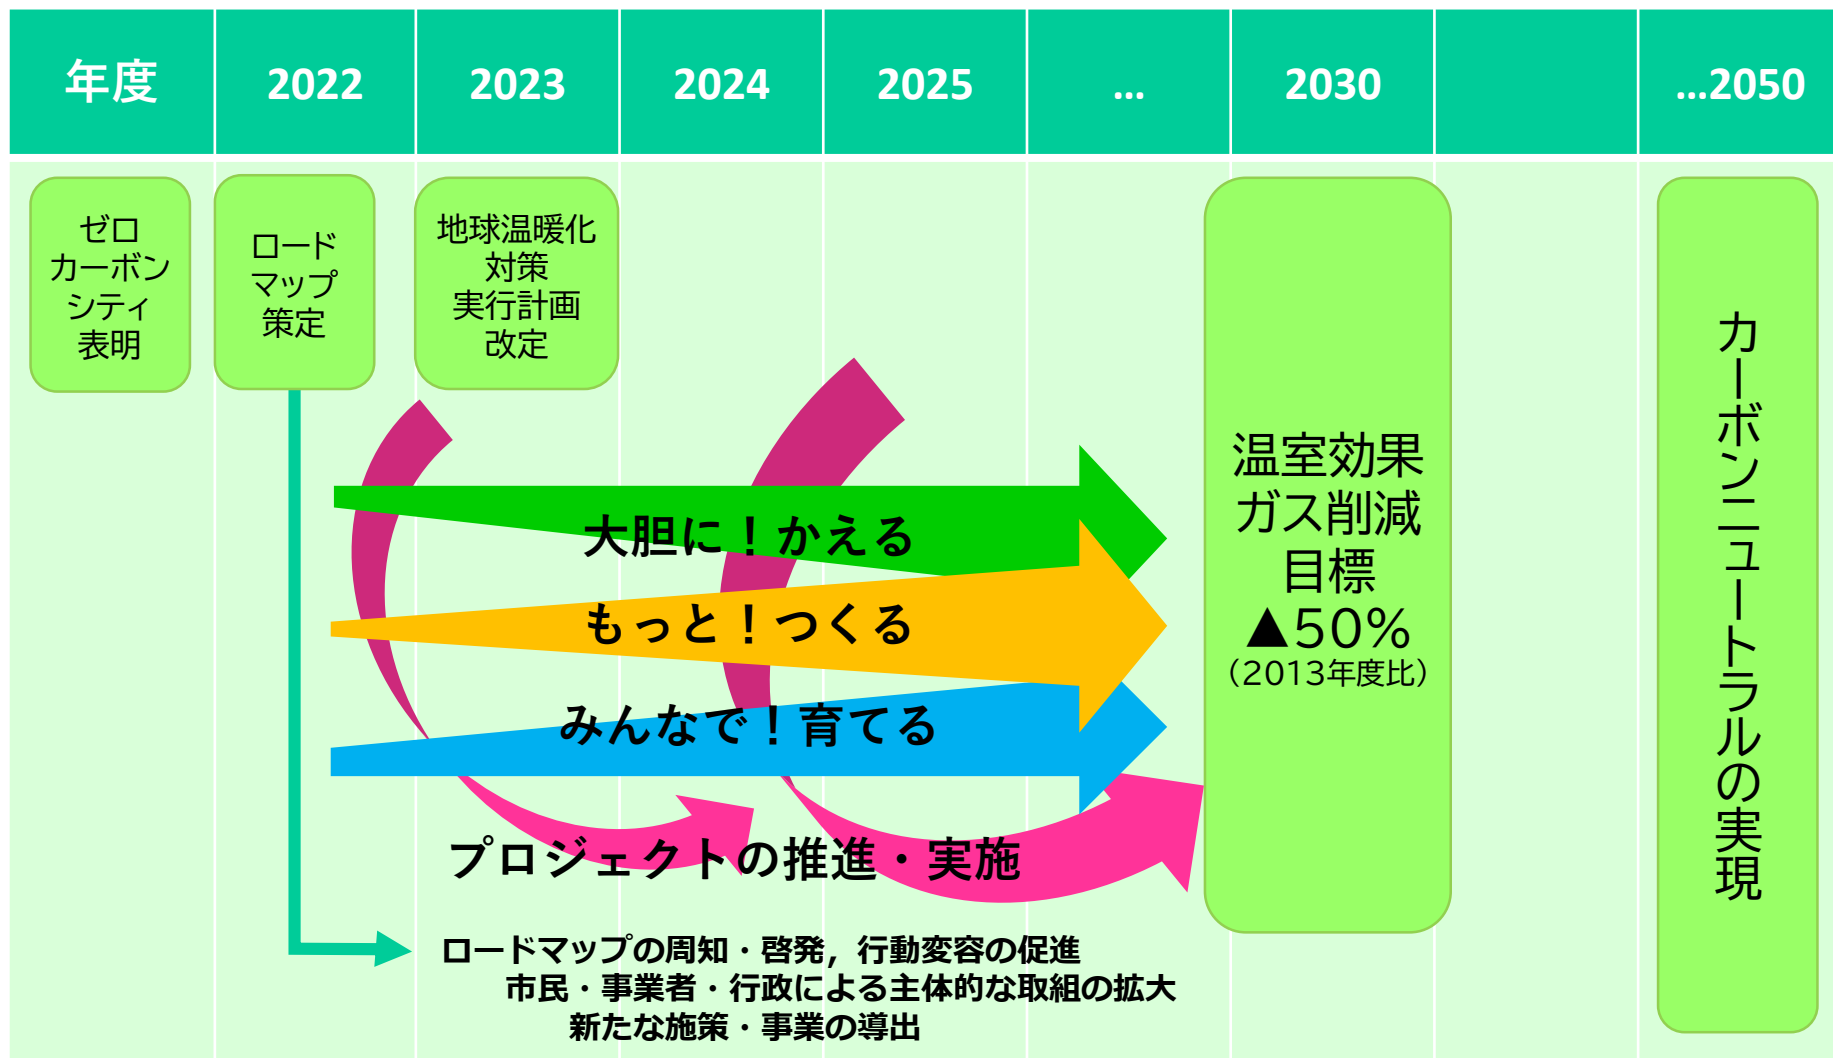 年度 2022 2023 2024 2025 … 2030 …2050
ゼロ
カーボン
シティ
表明
ロード
マップ
策定
地球温暖化
対策
実行計画
改定
大胆に！かえる
もっと！つくる
みんなで！育てる
プロジェクトの推進・実施
ロードマップの周知・啓発，行動変容の促進
市民・事業者・行政による主体的な取組の拡大
新たな施策・事業の導出
温室効果
ガス削減
目標
▲50%
（2013年度比）
カーボンニュートラルの実現